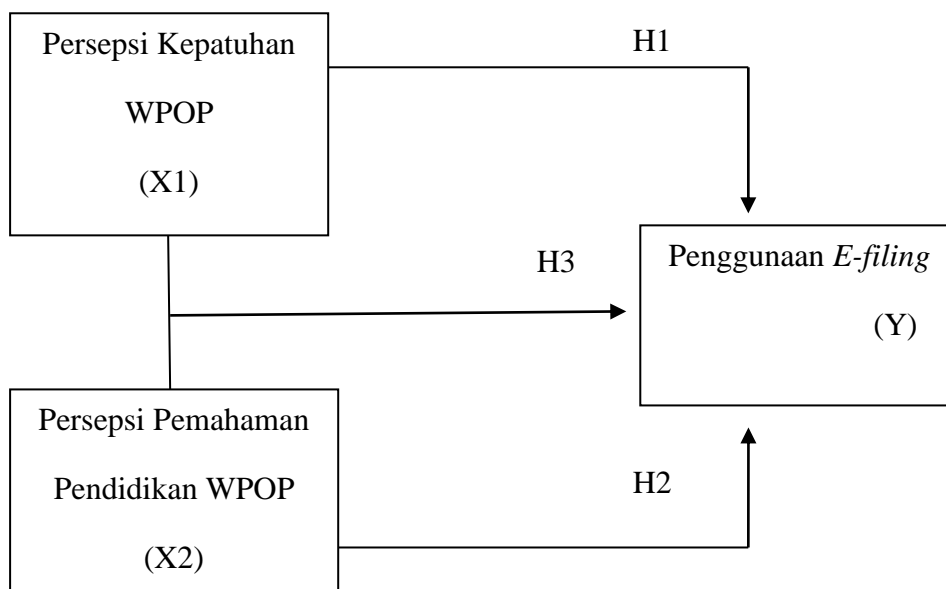 Persepsi Kepatuhan
WPOP
(X1)
H1
H3
Penggunaan E-filing
(Y)
Persepsi Pemahaman
Pendidikan WPOP
(X2)
H2